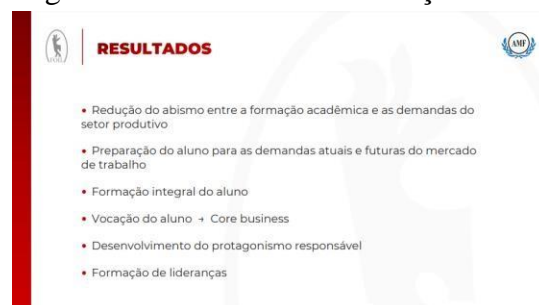 RESULTADOS
AMF
• Redução do abismo entre a formação acadêmica e as demandas do
setor produtivo
• Preparação do aluno para as demandas atuais e futuras do mercado
de trabalho
• Formação integral do aluno
• Vocação do aluno + Core business
• Desenvolvimento do protagonismo responsável
• Formação de lideranças